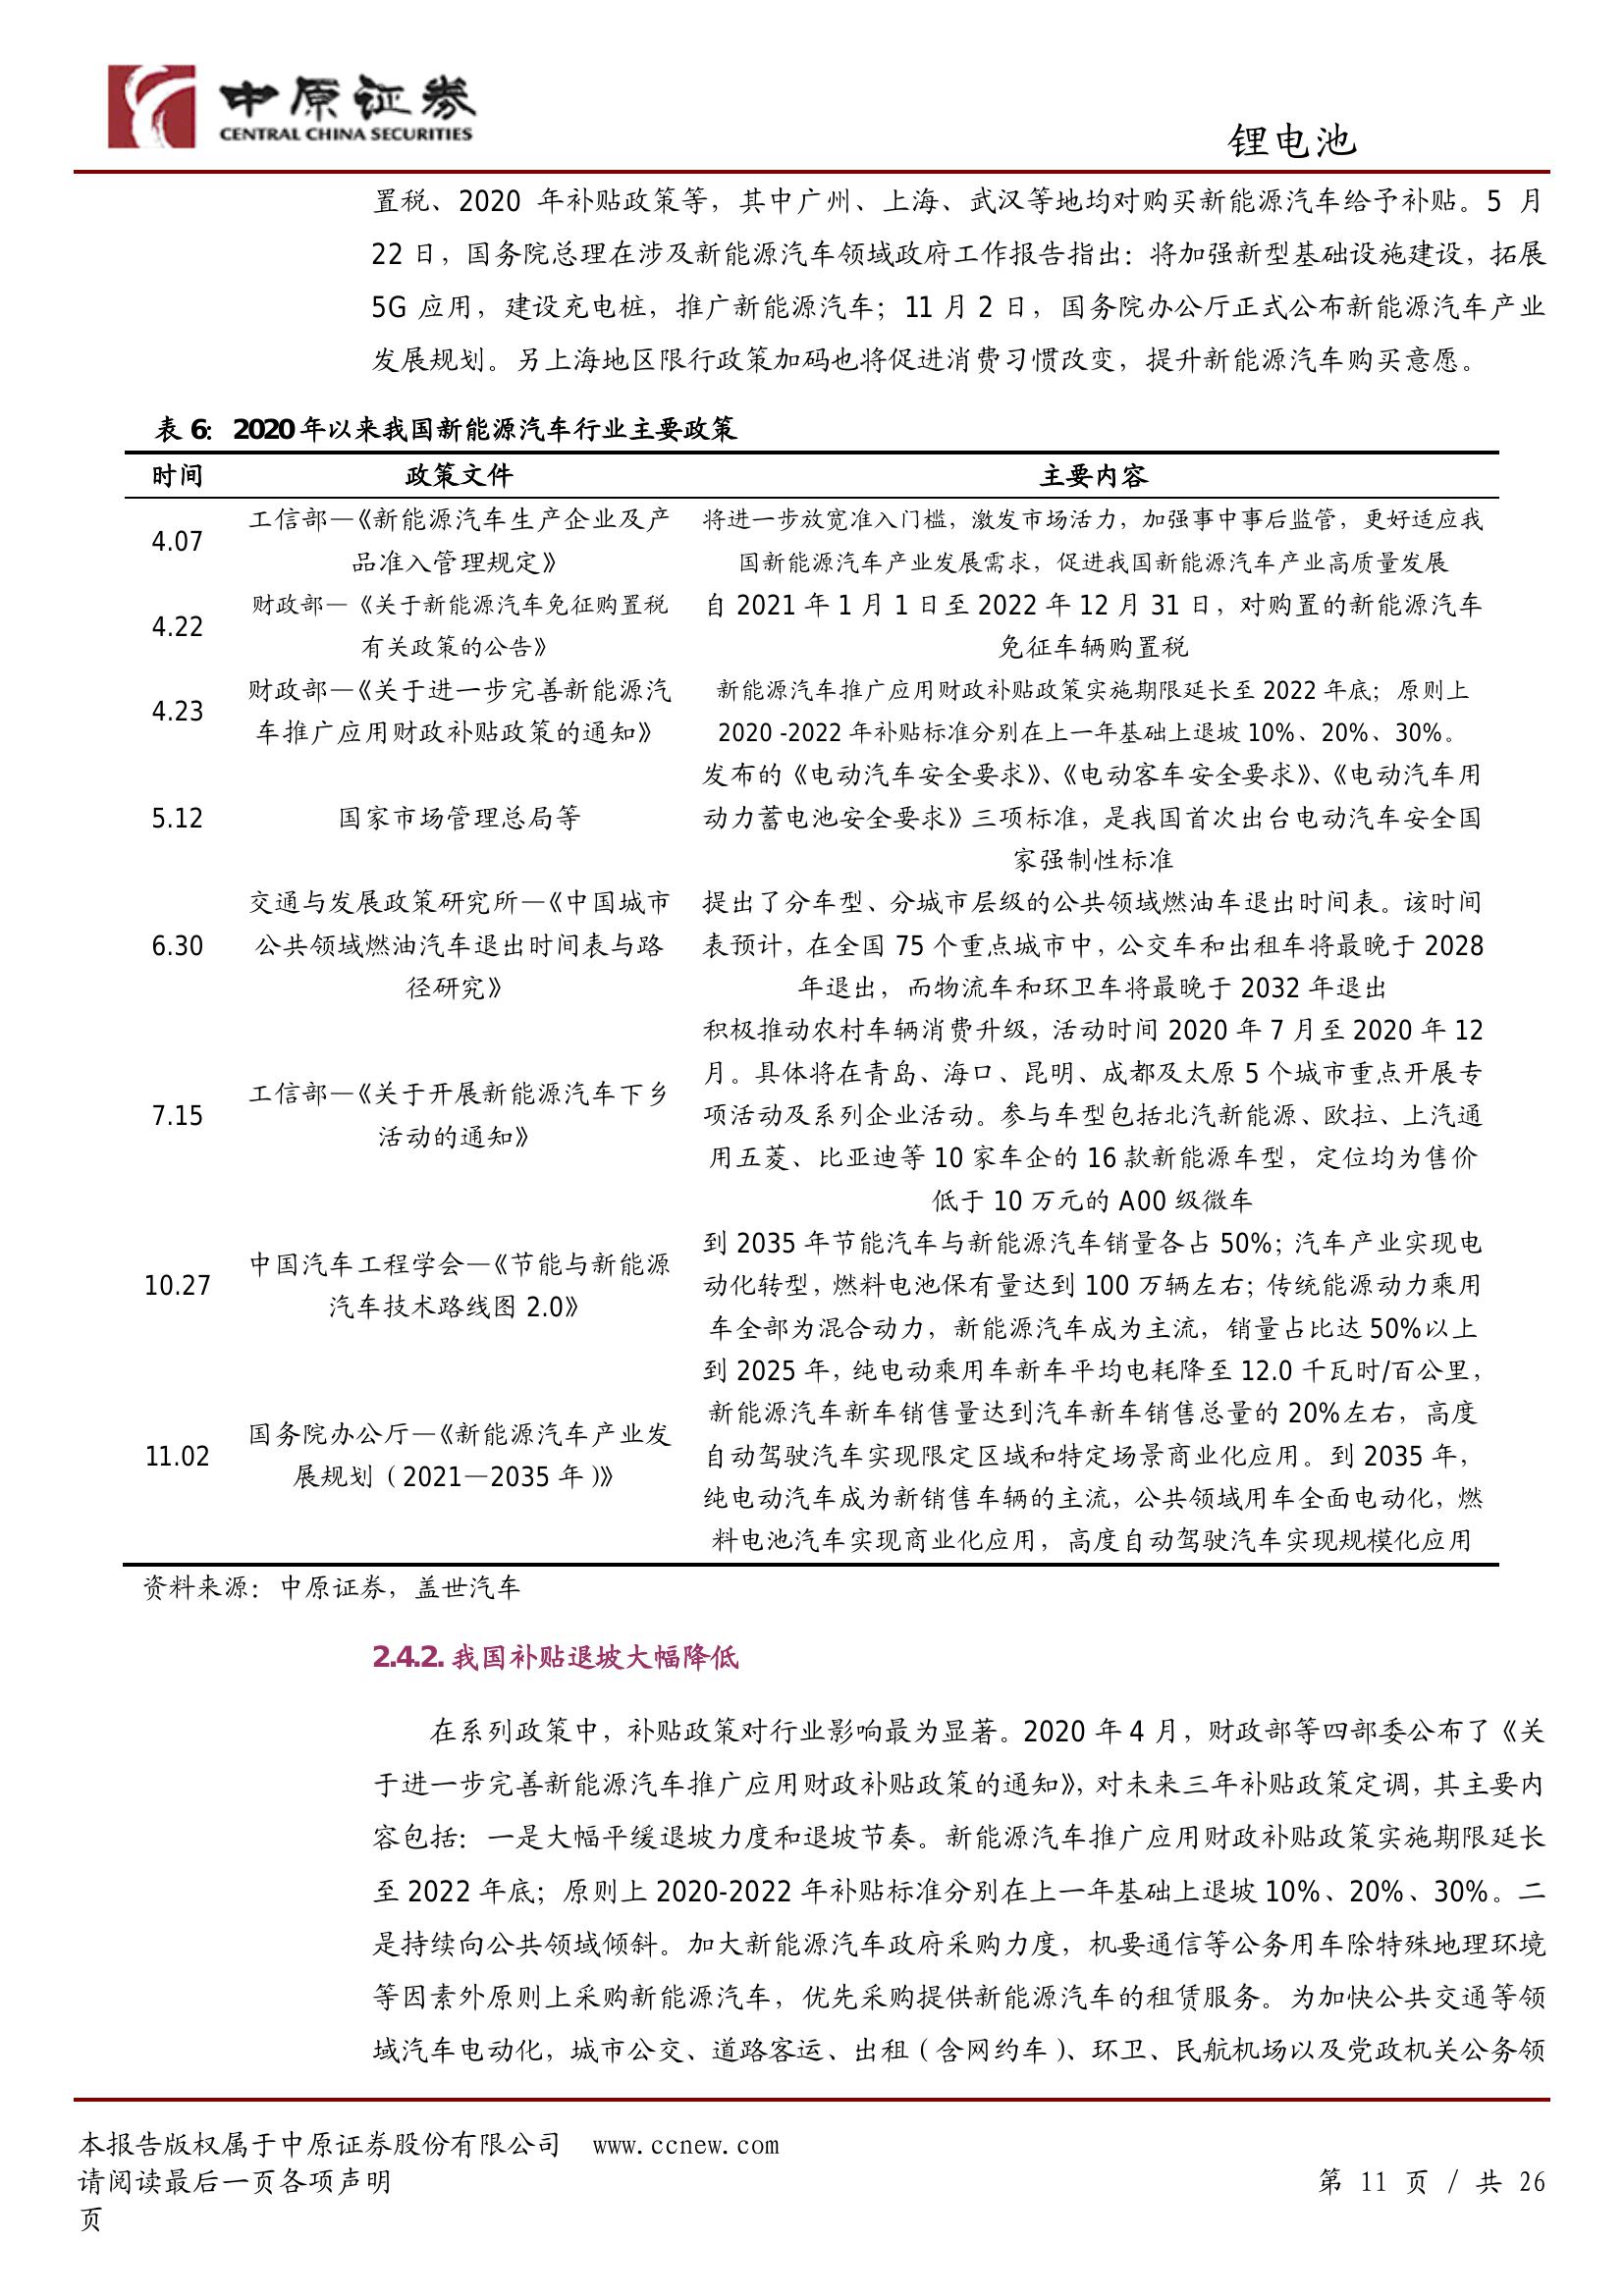 中原证券
CENTRAL CHINA SECURITIES
锂电池
置税、2020 年补贴政策等，其中广州、上海、武汉等地均对购买新能源汽车给予补贴。5 月
22 日，国务院总理在涉及新能源汽车领域政府工作报告指出：将加强新型基础设施建设，拓展
5G 应用，建设充电桩，推广新能源汽车；11 月 2 日，国务院办公厅正式公布新能源汽车产业
发展规划。另上海地区限行政策加码也将促进消费习惯改变，提升新能源汽车购买意愿。
表 6： 2020 年以来我国新能源汽车行业主要政策
时间 政策文件 主要内容
4.07
工信部—《新能源汽车生产企业及产
品准入管理规定》
将进一步放宽准入门槛，激发市场活力，加强事中事后监管，更好适应我
国新能源汽车产业发展需求，促进我国新能源汽车产业高质量发展
4.22
财政部—《关于新能源汽车免征购置税
有关政策的公告》
自 2021 年 1 月 1 日至 2022 年 12 月 31 日，对购置的新能源汽车
免征车辆购置税
4.23
财政部—《关于进一步完善新能源汽
车推广应用财政补贴政策的通知》
新能源汽车推广应用财政补贴政策实施期限延长至 2022 年底；原则上
2020 -2022 年补贴标准分别在上一年基础上退坡 10%、20%、30%。
5.12
国家市场管理总局等
发布的《电动汽车安全要求》、《电动客车安全要求》、《电动汽车用
动力蓄电池安全要求》三项标准，是我国首次出台电动汽车安全国
家强制性标准
6.30
交通与发展政策研究所—《中国城市
公共领域燃油汽车退出时间表与路
径研究》
提出了分车型、分城市层级的公共领域燃油车退出时间表。该时间
表预计，在全国 75 个重点城市中，公交车和出租车将最晚于 2028
年退出，而物流车和环卫车将最晚于 2032 年退出
7.15
工信部—《关于开展新能源汽车下乡
活动的通知》
积极推动农村车辆消费升级，活动时间 2020 年 7 月至 2020 年 12
月。具体将在青岛、海口、昆明、成都及太原 5 个城市重点开展专
项活动及系列企业活动。参与车型包括北汽新能源、欧拉、上汽通
用五菱、比亚迪等 10 家车企的 16 款新能源车型，定位均为售价
低于 10 万元的 A00 级微车
10.27
中国汽车工程学会—《节能与新能源
汽车技术路线图 2.0》
到 2035 年节能汽车与新能源汽车销量各占 50%；汽车产业实现电
动化转型，燃料电池保有量达到 100 万辆左右；传统能源动力乘用
车全部为混合动力，新能源汽车成为主流，销量占比达 50%以上
11.02
国务院办公厅—《新能源汽车产业发
展规划（2021—2035 年）》
到 2025 年，纯电动乘用车新车平均电耗降至 12.0 千瓦时/百公里，
新能源汽车新车销售量达到汽车新车销售总量的 20%左右，高度
自动驾驶汽车实现限定区域和特定场景商业化应用。到 2035 年，
纯电动汽车成为新销售车辆的主流，公共领域用车全面电动化，燃
料电池汽车实现商业化应用，高度自动驾驶汽车实现规模化应用
资料来源：中原证券，盖世汽车
2.4.2. 我国补贴退坡大幅降低
在系列政策中，补贴政策对行业影响最为显著。2020 年 4 月，财政部等四部委公布了《关
于进一步完善新能源汽车推广应用财政补贴政策的通知》，对未来三年补贴政策定调，其主要内
容包括：一是大幅平缓退坡力度和退坡节奏。新能源汽车推广应用财政补贴政策实施期限延长
至 2022 年底；原则上 2020-2022 年补贴标准分别在上一年基础上退坡 10%、20%、30%。二
是持续向公共领域倾斜。加大新能源汽车政府采购力度，机要通信等公务用车除特殊地理环境
等因素外原则上采购新能源汽车，优先采购提供新能源汽车的租赁服务。为加快公共交通等领
域汽车电动化，城市公交、道路客运、出租（含网约车）、环卫、民航机场以及党政机关公务领
本报告版权属于中原证券股份有限公司 www.ccnew.com
请阅读最后一页各项声明 第 11 页 / 共 26
页